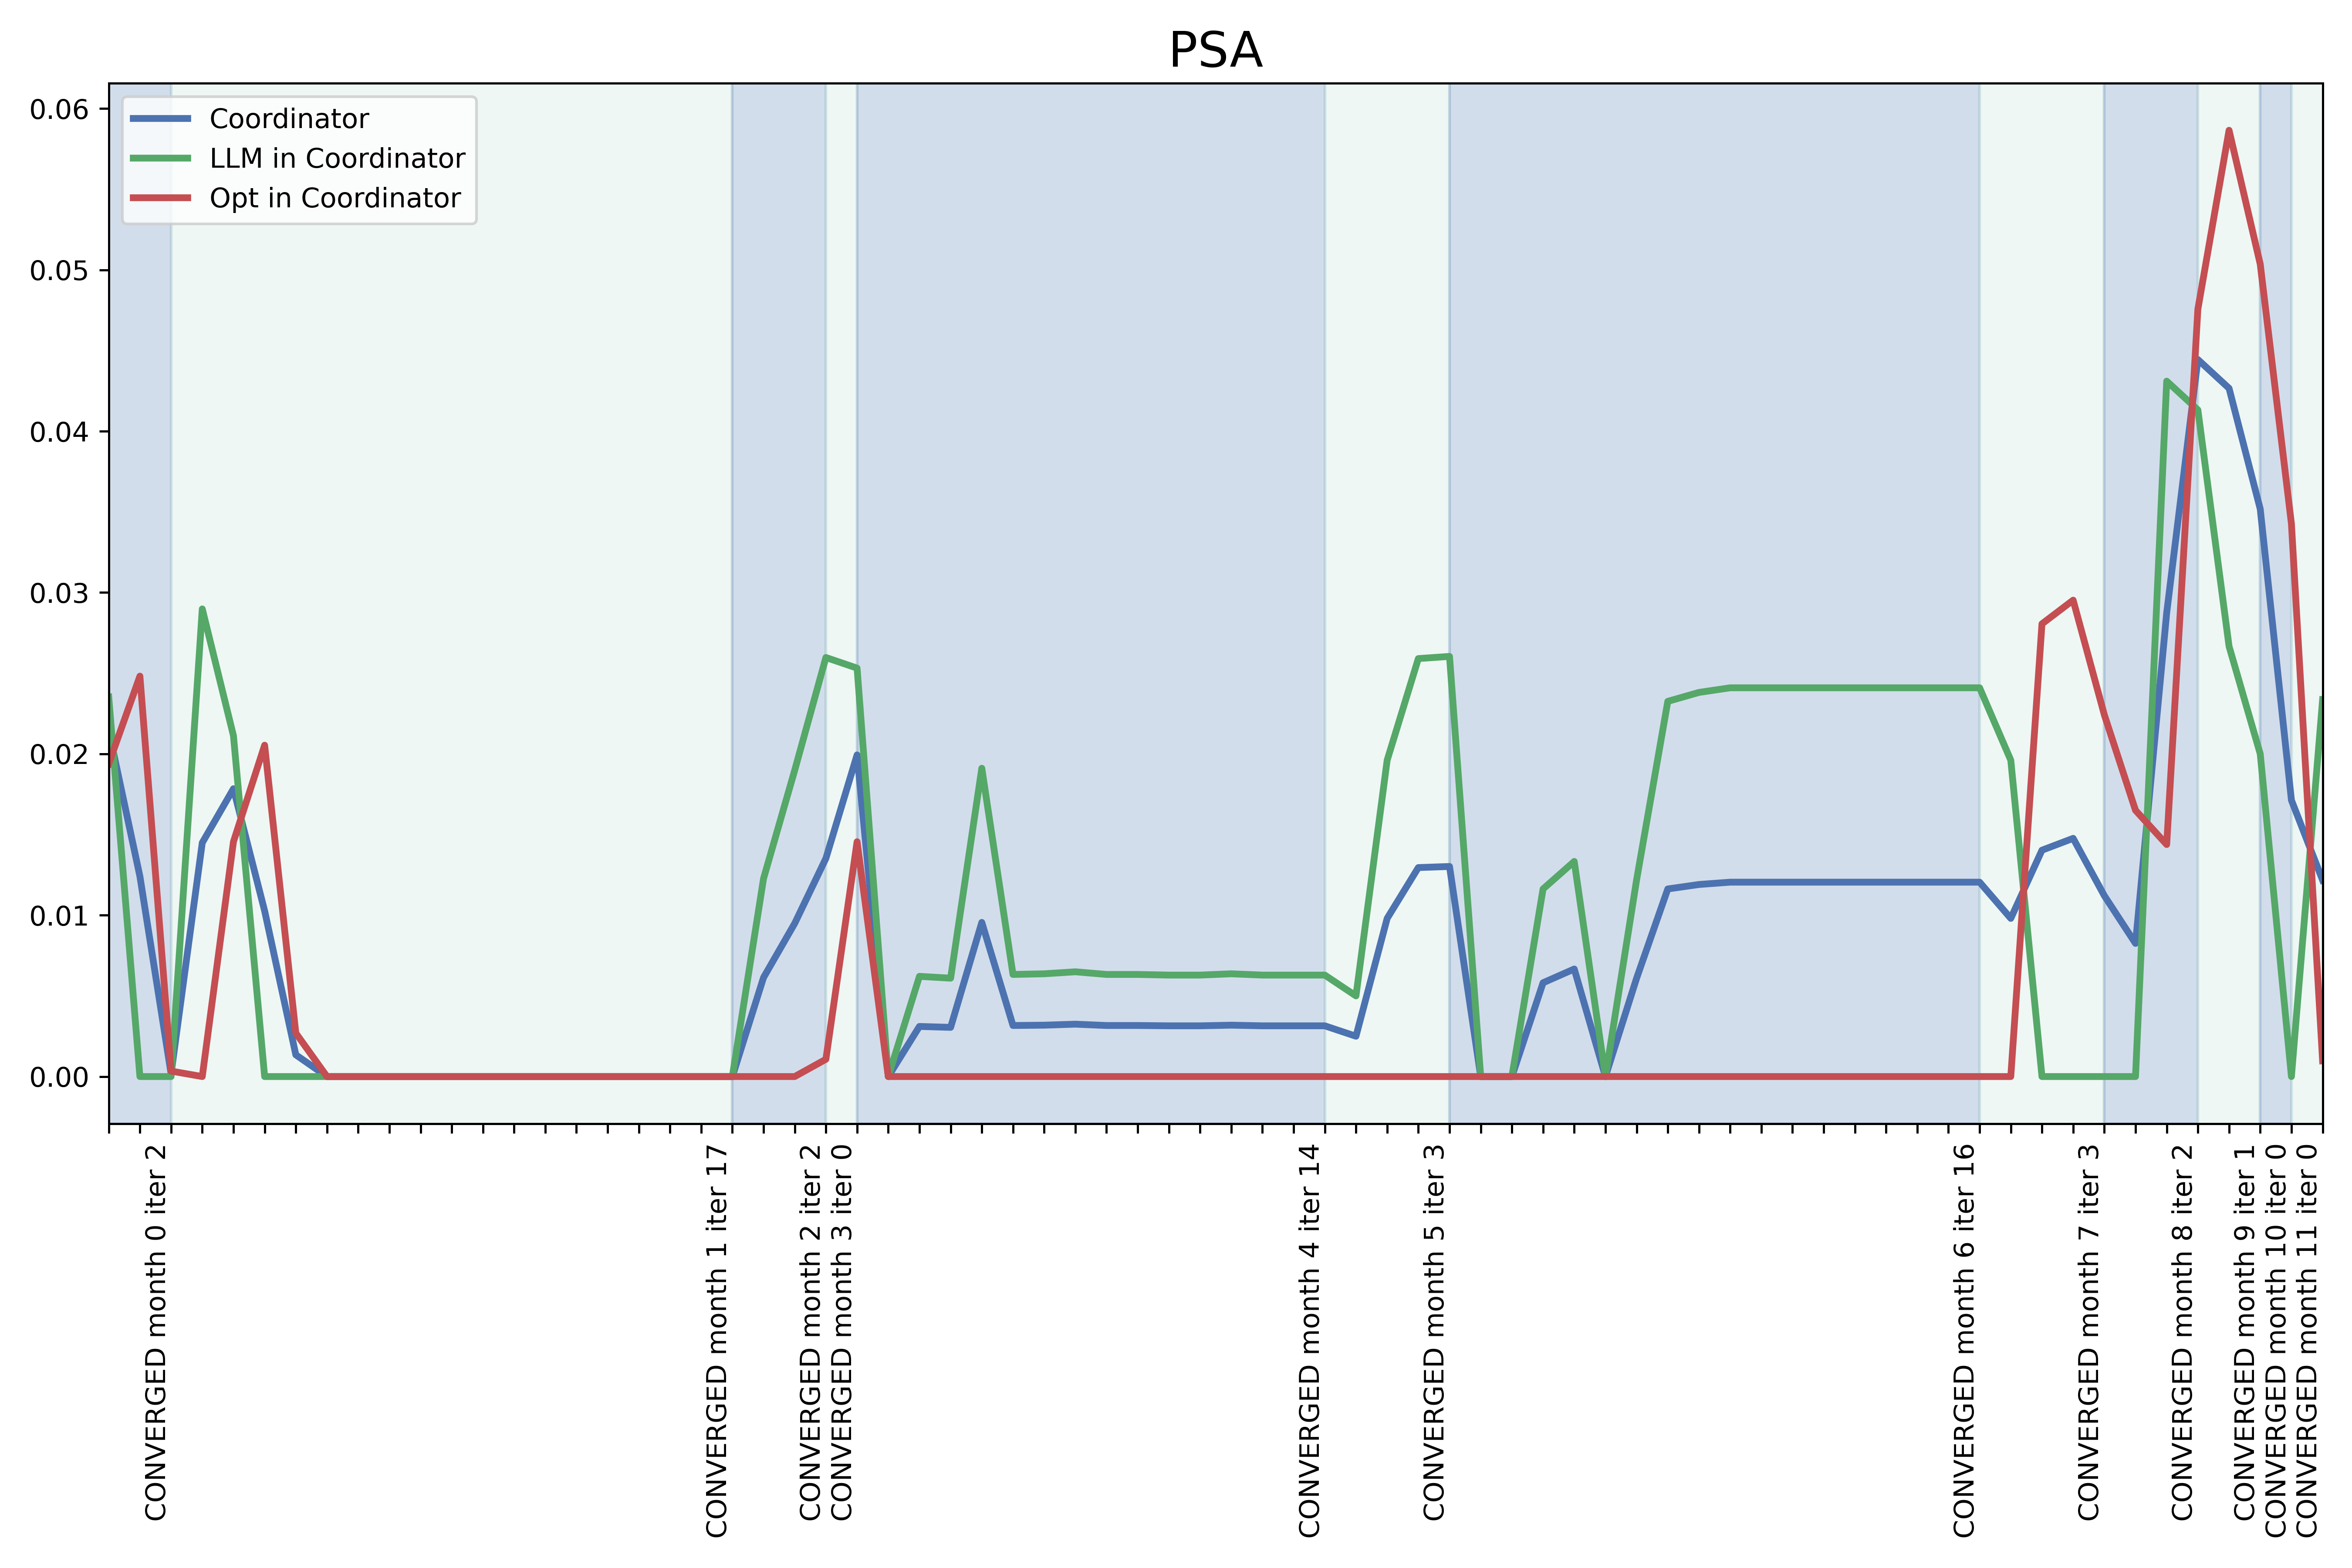 PSA
0.06
0.05
0.04
0.03
0.02
0.01
0.00
Coordinator
LLM in Coordinator
Opt in Coordinator
CONVERGED month 0 iter 2
CONVERGED month 1 iter 17
CONVERGED month 2 iter 2
CONVERGED month 3 iter 0
CONVERGED month 4 iter 14
CONVERGED month 5 iter 3
CONVERGED month 6 iter 16
CONVERGED month 7 iter 3
CONVERGED month 8 iter 2
CONVERGED month 9 iter 1
CONVERGED month 10 iter 0
CONVERGED month 11 iter 0